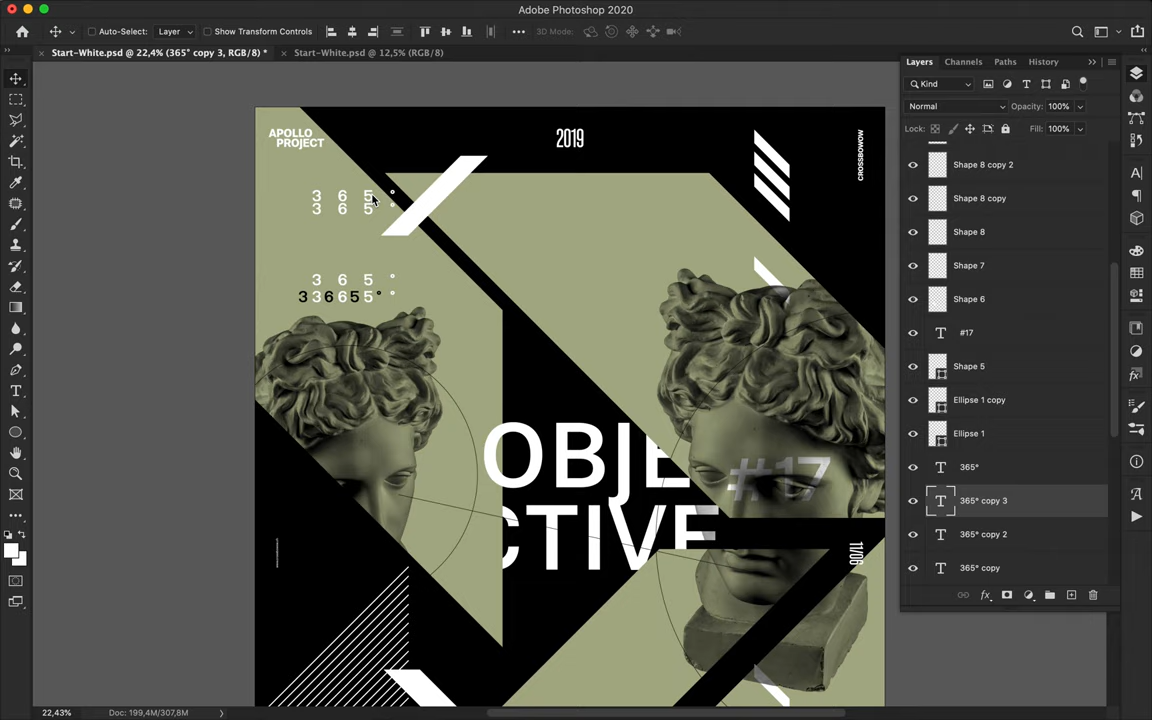 Adobe Photoshop 2020
Auto-Select:
Layer
Show Transform Controls
3D Mode:
Start-White.psd @ 22,4% (365° copy 3, RGB/8) *
Start-White.psd @ 12,5% (RGB/8)
Layers
Channels
Paths
History
Kind
Normal
Opacity:
100%
Lock:
Fill:
100%
Shape 8 copy 2
Shape 8 copy
Shape 8
Shape 7
Shape 6
#17
Shape 5
Ellipse 1 copy
Ellipse 1
365°
365° copy 3
365° copy 2
365° copy
APOLLO
PROJECT
2019
CROSSBOWOW
3 6 5 °
3 6 5 °
3 6 5 °
3 6 5 °
3 6 5 °
OBJE
CTIVE
#17
11/06
22,43%
Doc: 199,4M/307,8M